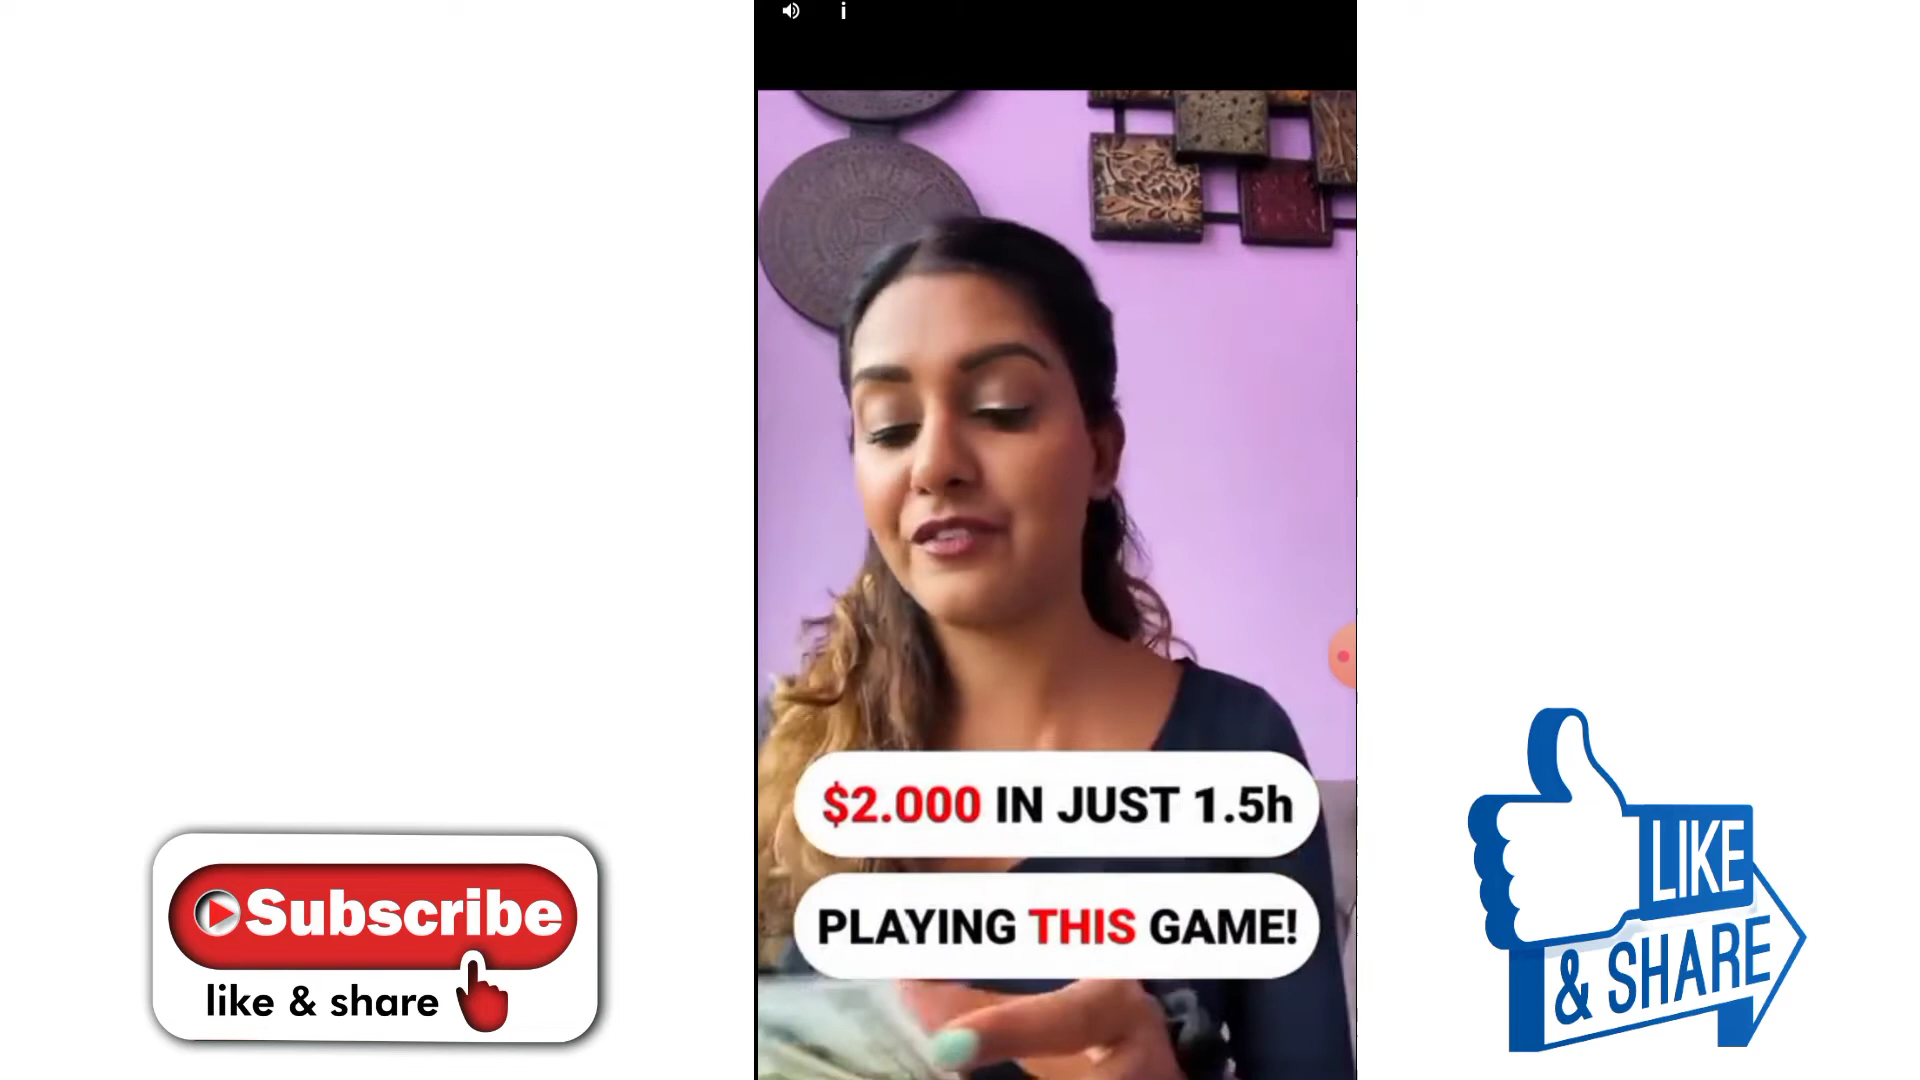 $2.000 IN JUST 1.5h
PLAYING THIS GAME!
Subscribe
like & share
LIKE
& SHARE